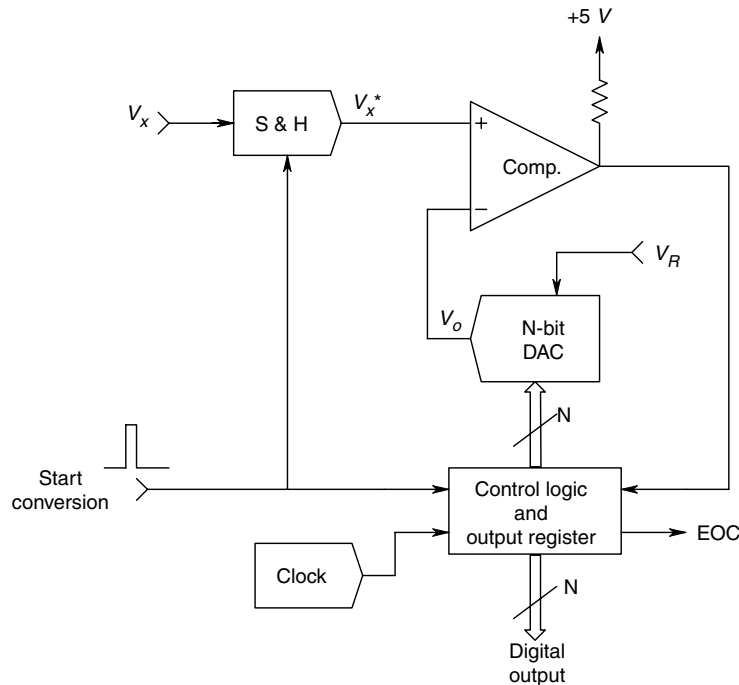 +5 V
V_x
S & H
V_x*
+
Comp.
−
V_R
V_o
N-bit
DAC
N
Start
conversion
Control logic
and
output register
EOC
Clock
N
Digital
output